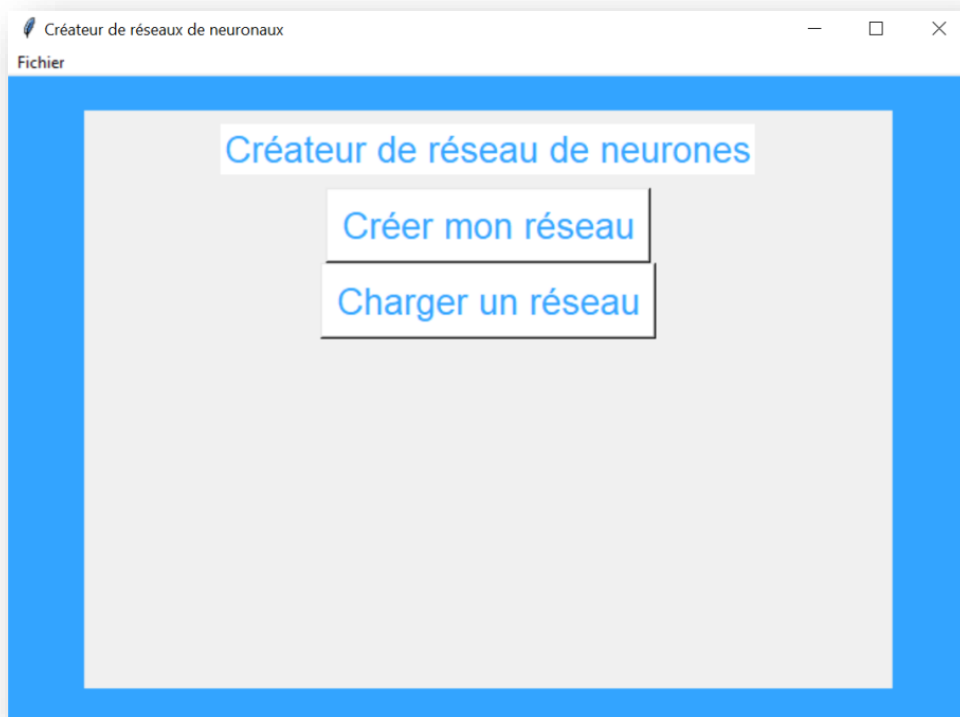 Créateur de réseaux de neuronaux
Fichier
Créateur de réseau de neurones
Créer mon réseau
Charger un réseau